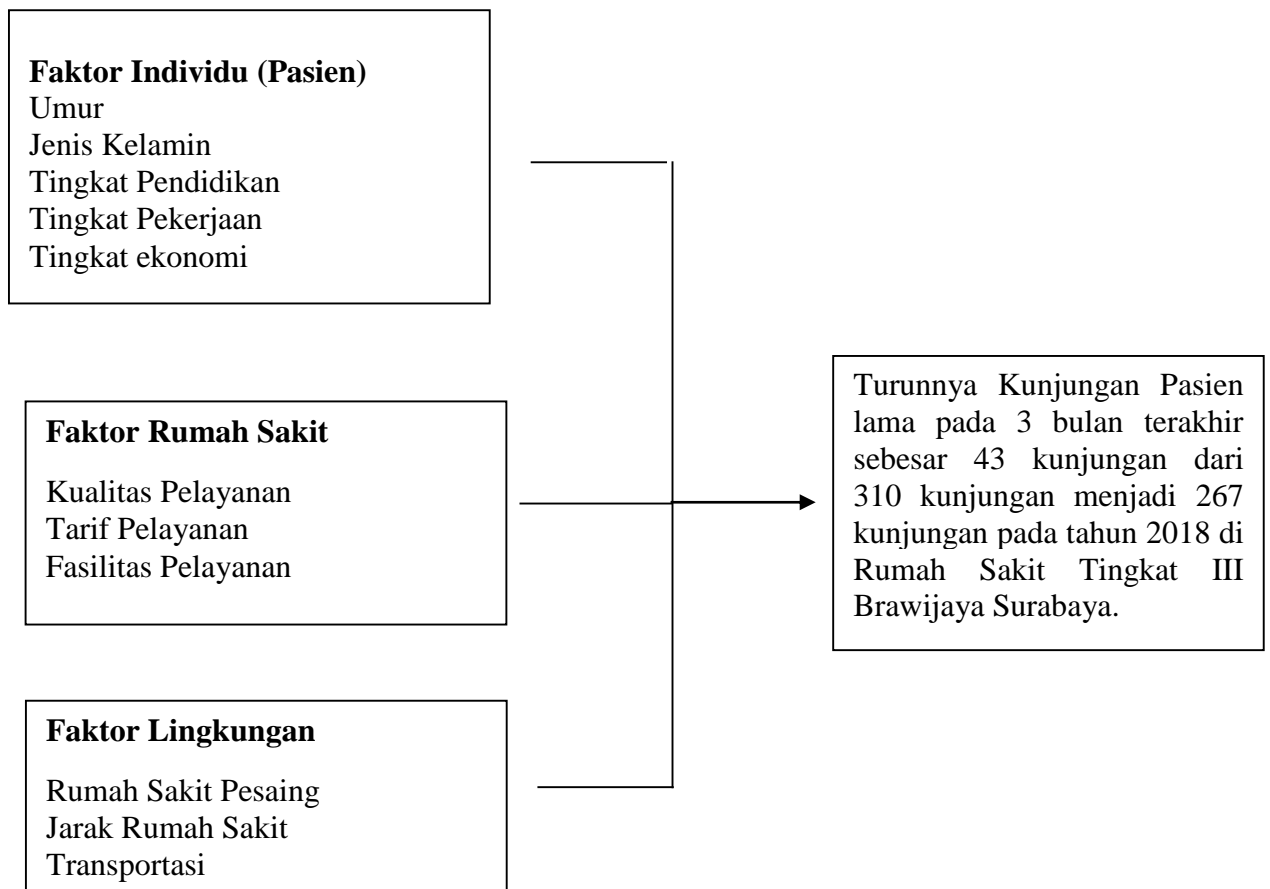 Faktor Individu (Pasien)
Umur
Jenis Kelamin
Tingkat Pendidikan
Tingkat Pekerjaan
Tingkat ekonomi
Faktor Rumah Sakit
Kualitas Pelayanan
Tarif Pelayanan
Fasilitas Pelayanan
Faktor Lingkungan
Rumah Sakit Pesaing
Jarak Rumah Sakit
Transportasi
Turunnya Kunjungan Pasien
lama pada 3 bulan terakhir
sebesar 43 kunjungan dari
310 kunjungan menjadi 267
kunjungan pada tahun 2018 di
Rumah Sakit Tingkat III
Brawijaya Surabaya.